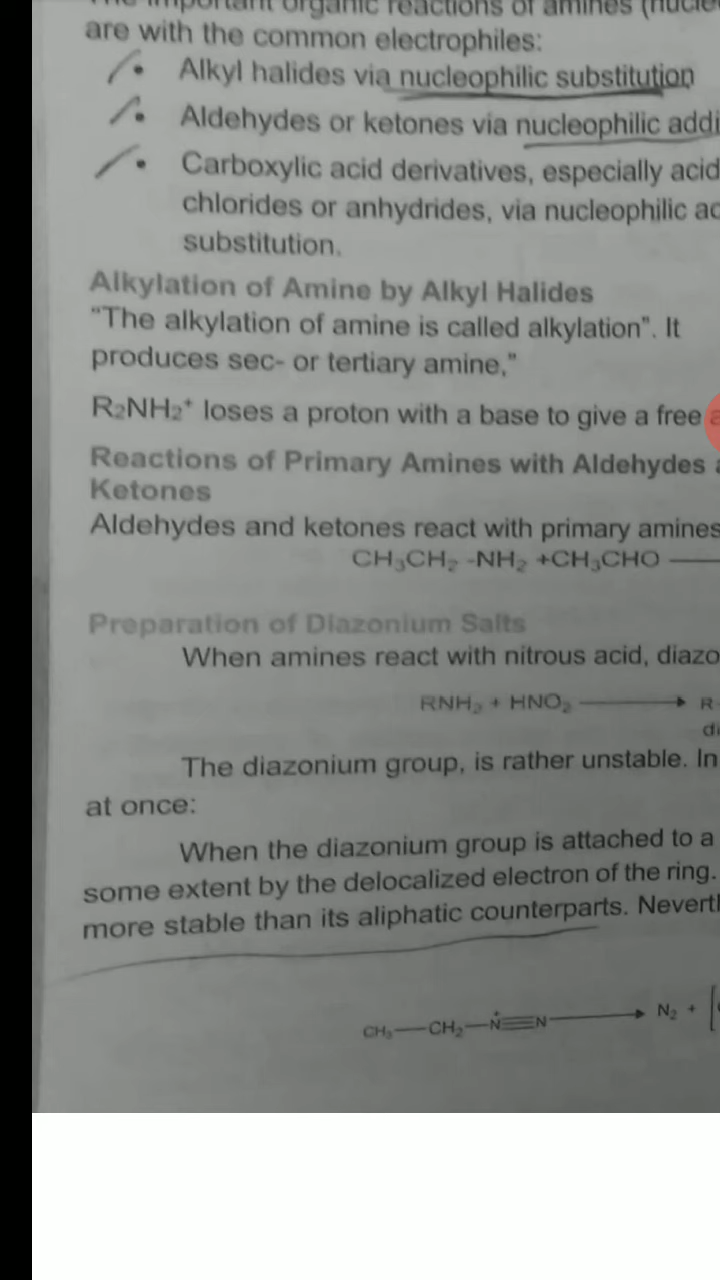 important organic reactions of amines
are with the common electrophiles:
• Alkyl halides via nucleophilic substitution
• Aldehydes or ketones via nucleophilic addi
• Carboxylic acid derivatives, especially acid
chlorides or anhydrides, via nucleophilic ac
substitution.
Alkylation of Amine by Alkyl Halides
"The alkylation of amine is called alkylation". It
produces sec- or tertiary amine,"
R₂NH₂⁺ loses a proton with a base to give a free a
Reactions of Primary Amines with Aldehydes
Ketones
Aldehydes and ketones react with primary amines
CH₃CH₂ -NH₂ +CH₃CHO —
Preparation of Diazonium Salts
When amines react with nitrous acid, diazo
RNH₂ + HNO₂ → R
di
The diazonium group, is rather unstable. In
at once:
When the diazonium group is attached to a
some extent by the delocalized electron of the ring.
more stable than its aliphatic counterparts. Neverth
CH₃—CH₂—N⁺≡N → N₂ + [